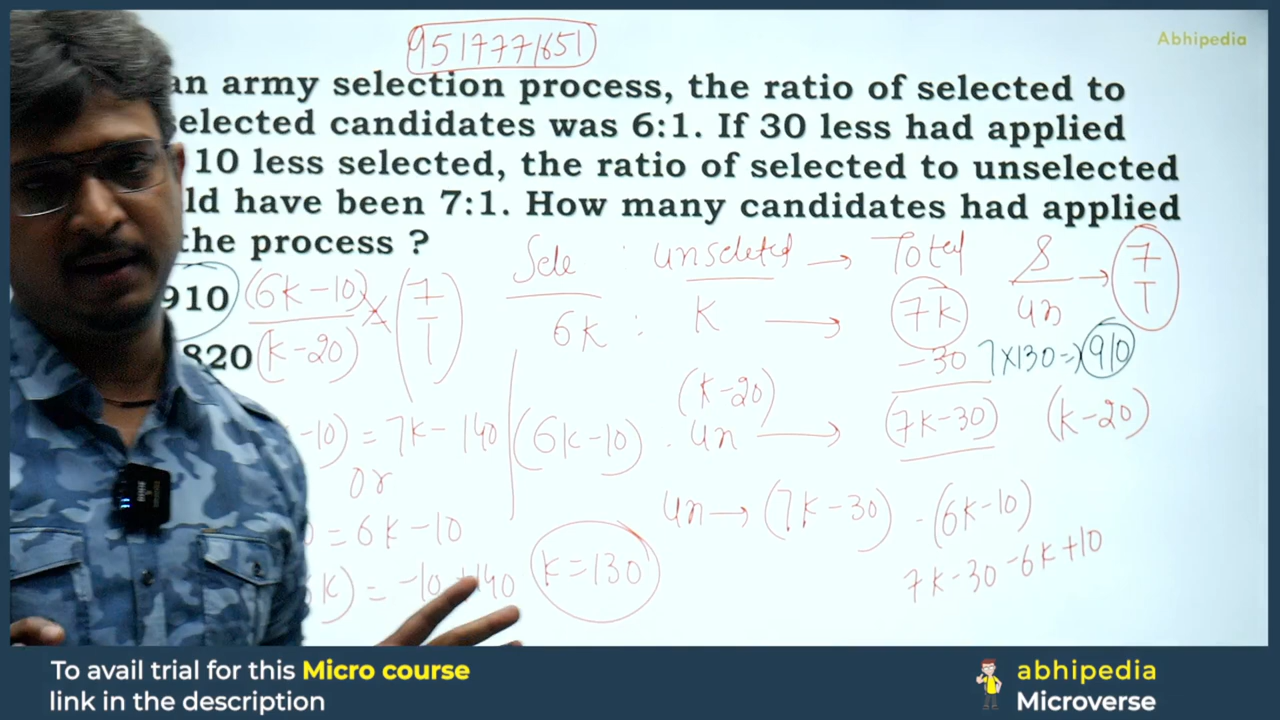 9517771651
Abhipedia
an army selection process, the ratio of selected to
selected candidates was 6:1. If 30 less had applied
10 less selected, the ratio of selected to unselected
ld have been 7:1. How many candidates had applied
the process ?
Sele : unseleted → Total S/un → 7/1
910 (6k-10)/(k-20) × (7/1)
6k : k → 7k
820
-30 7×130 => 910
(k-20)
-10) = 7k - 140 (6k-10) . un → (7k-30) (k-20)
or
un → (7k-30) - (6k-10)
= 6k-10
7k-30-6k+10
k) = -10+140 k=130
To avail trial for this Micro course
link in the description
abhipedia
Microverse